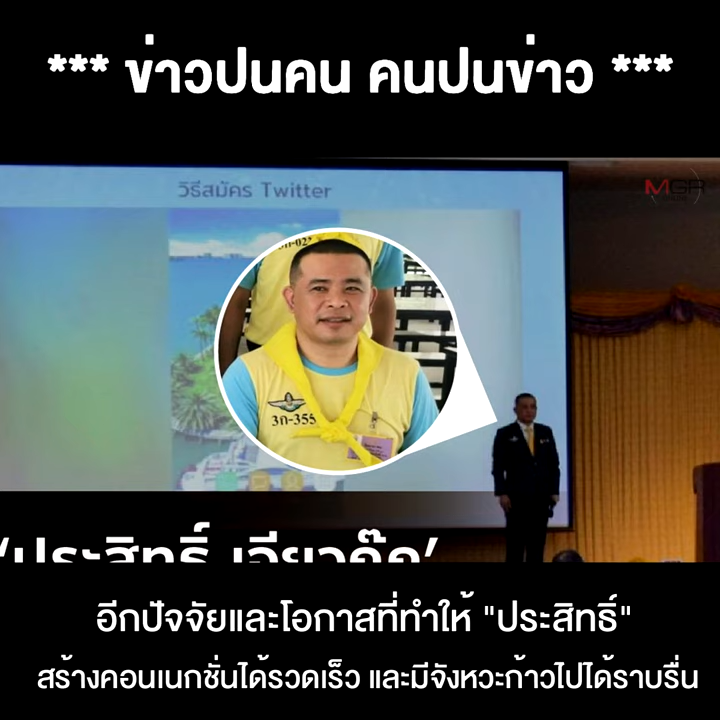 *** ข่าวปนคน คนปนข่าว ***
วิธีสมัคร Twitter
MGR
3ก-355
'ประสิทธิ์ เจียวก๊ก'
อีกปัจจัยและโอกาสที่ทำให้ "ประสิทธิ์"
สร้างคอนเนกชั่นได้รวดเร็ว และมีจังหวะก้าวไปได้ราบรื่น